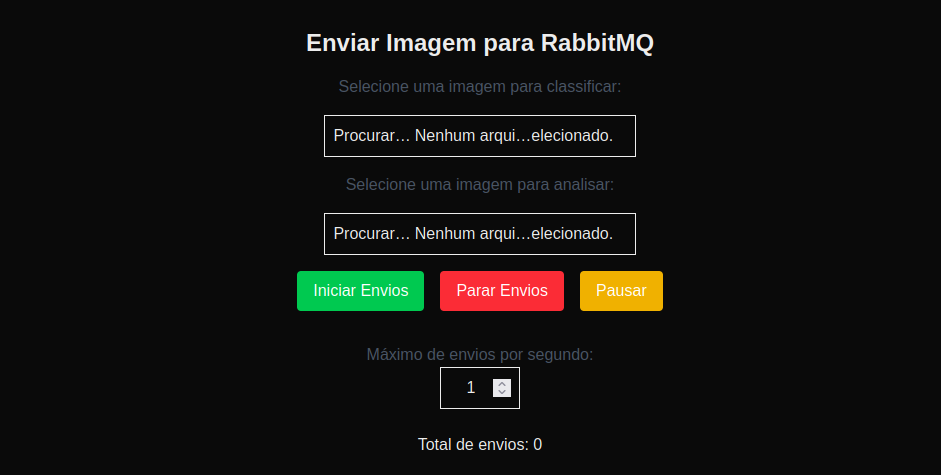 Enviar Imagem para RabbitMQ
Selecione uma imagem para classificar:
Procurar… Nenhum arqui…elecionado.
Selecione uma imagem para analisar:
Procurar… Nenhum arqui…elecionado.
Iniciar Envios Parar Envios Pausar
Máximo de envios por segundo:
1
Total de envios: 0